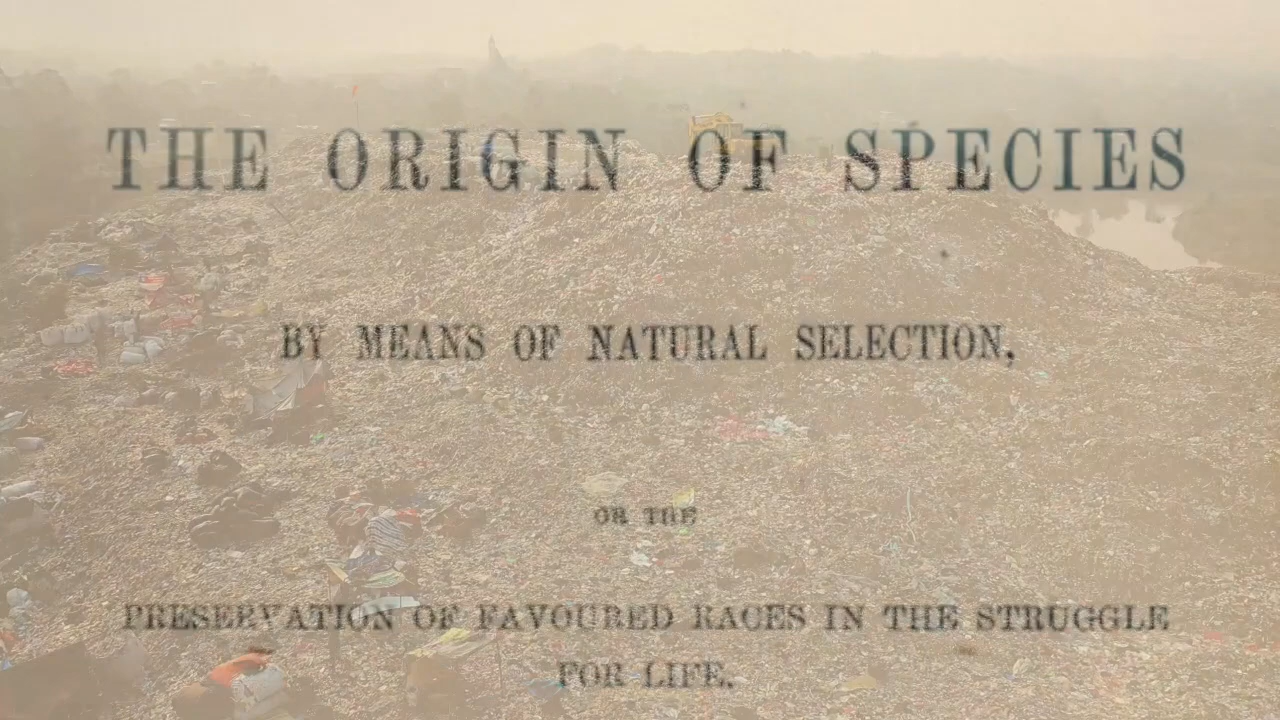 THE ORIGIN OF SPECIES
BY MEANS OF NATURAL SELECTION,
OR THE
PRESERVATION OF FAVOURED RACES IN THE STRUGGLE
FOR LIFE.